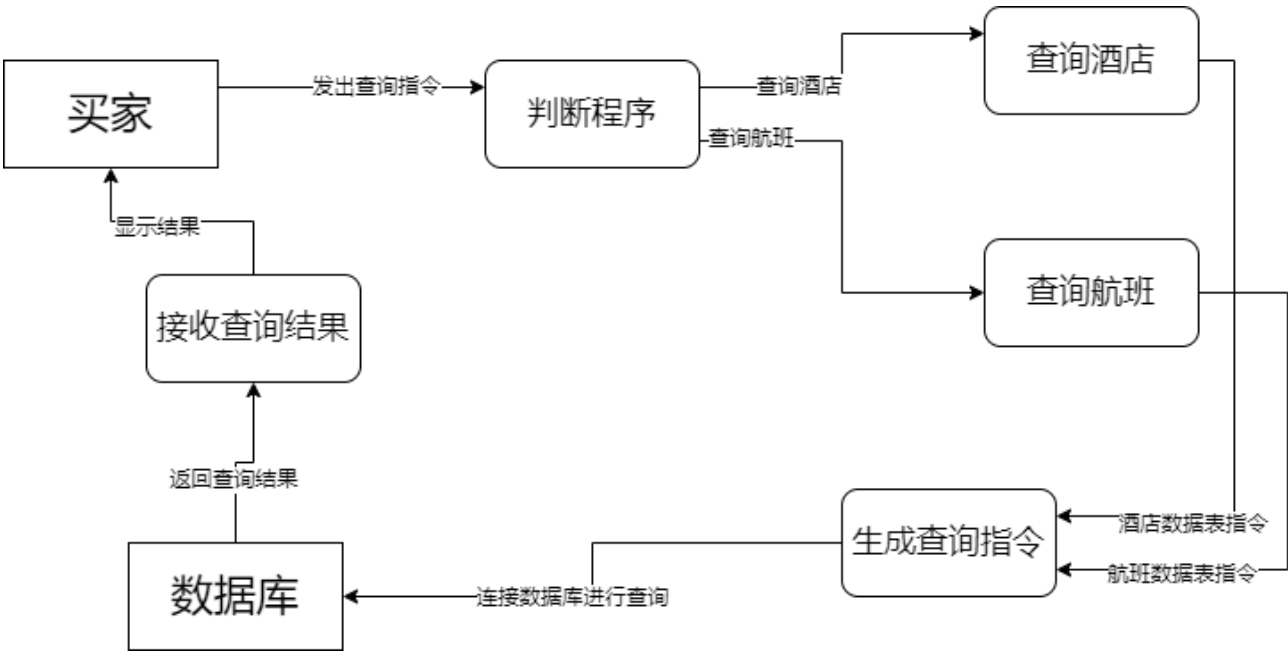 买家
发出查询指令
判断程序
查询酒店
查询酒店
查询航班
查询航班
显示结果
接收查询结果
返回查询结果
数据库
连接数据库进行查询
生成查询指令
酒店数据表指令
航班数据表指令